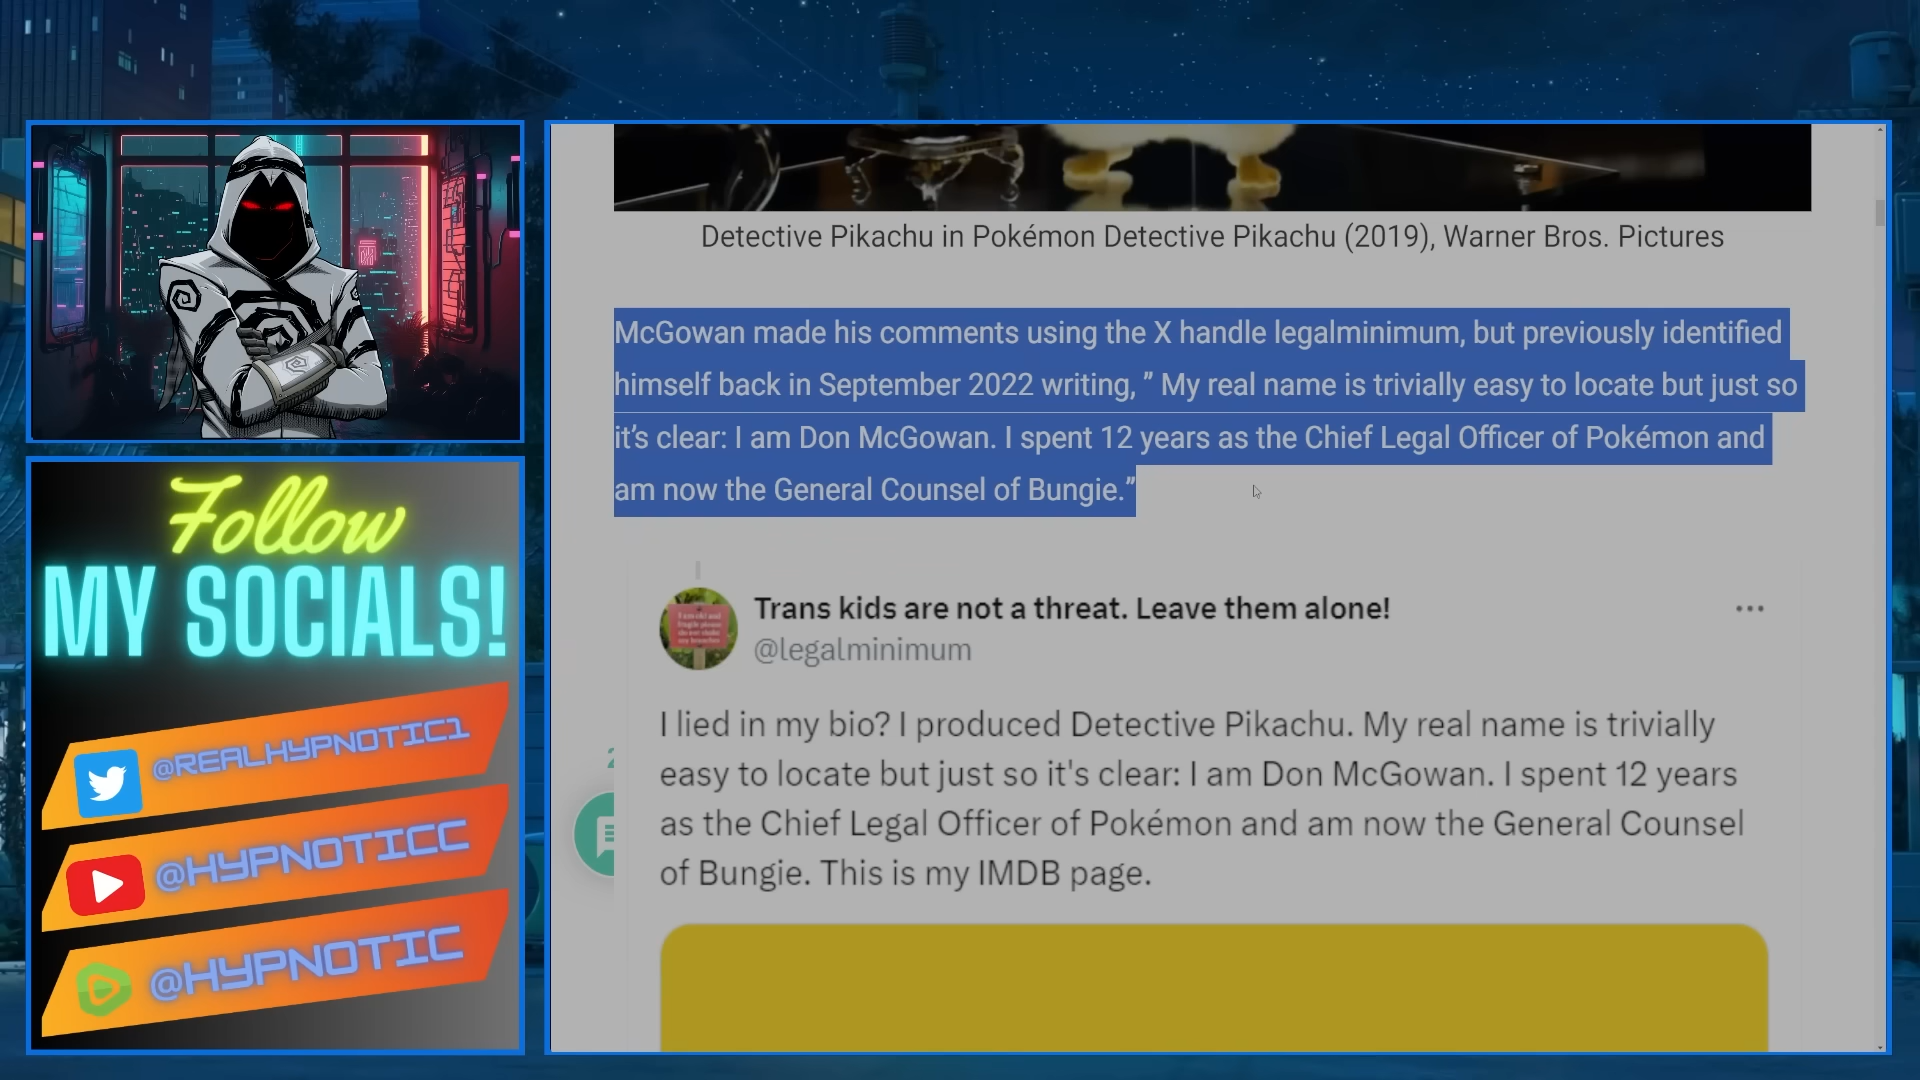 Follow
MY SOCIALS!
@REALHYPNOTIC1
@HYPNOTICC
@HYPNOTIC
Detective Pikachu in Pokémon Detective Pikachu (2019), Warner Bros. Pictures
McGowan made his comments using the X handle legalminimum, but previously identified
himself back in September 2022 writing, ” My real name is trivially easy to locate but just so
it’s clear: I am Don McGowan. I spent 12 years as the Chief Legal Officer of Pokémon and
am now the General Counsel of Bungie.”
Trans kids are not a threat. Leave them alone!
@legalminimum
I lied in my bio? I produced Detective Pikachu. My real name is trivially
easy to locate but just so it's clear: I am Don McGowan. I spent 12 years
as the Chief Legal Officer of Pokémon and am now the General Counsel
of Bungie. This is my IMDB page.